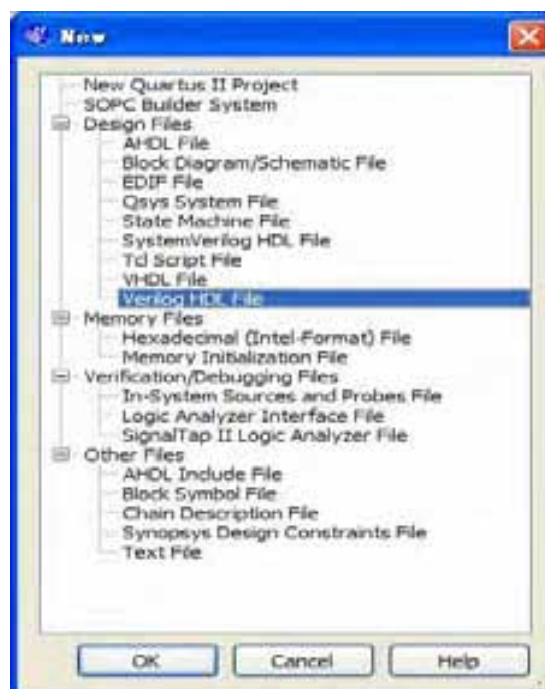 New
New Quartus II Project
SOPC Builder System
Design Files
AHDL File
Block Diagram/Schematic File
EDIF File
Qsys System File
State Machine File
SystemVerilog HDL File
Tcl Script File
VHDL File
Verilog HDL File
Memory Files
Hexadecimal (Intel-Format) File
Memory Initialization File
Verification/Debugging Files
In-System Sources and Probes File
Logic Analyzer Interface File
SignalTap II Logic Analyzer File
Other Files
AHDL Include File
Block Symbol File
Chain Description File
Synopsys Design Constraints File
Text File
OK Cancel Help